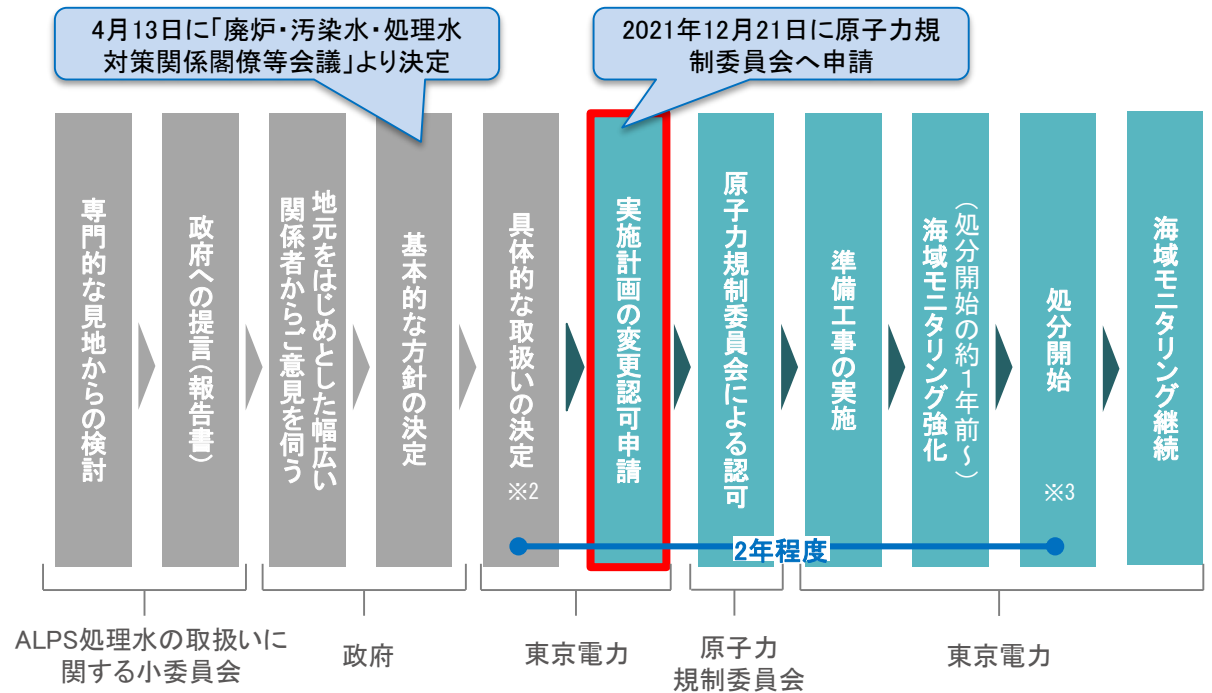 4月13日に「廃炉・汚染水・処理水
対策関係閣僚等会議」より決定
2021年12月21日に原子力規
制委員会へ申請
専門的な見地からの検討
政府への提言（報告書）
地元をはじめとした幅広い
関係者からご意見を伺う
基本的な方針の決定
具体的な取扱いの決定
※2
実施計画の変更認可申請
原子力規制委員会による認可
準備工事の実施
（処分開始の約１年前～）
海域モニタリング強化
処分開始
※3
海域モニタリング継続
2年程度
ALPS処理水の取扱いに
関する小委員会
政府
東京電力
原子力
規制委員会
東京電力